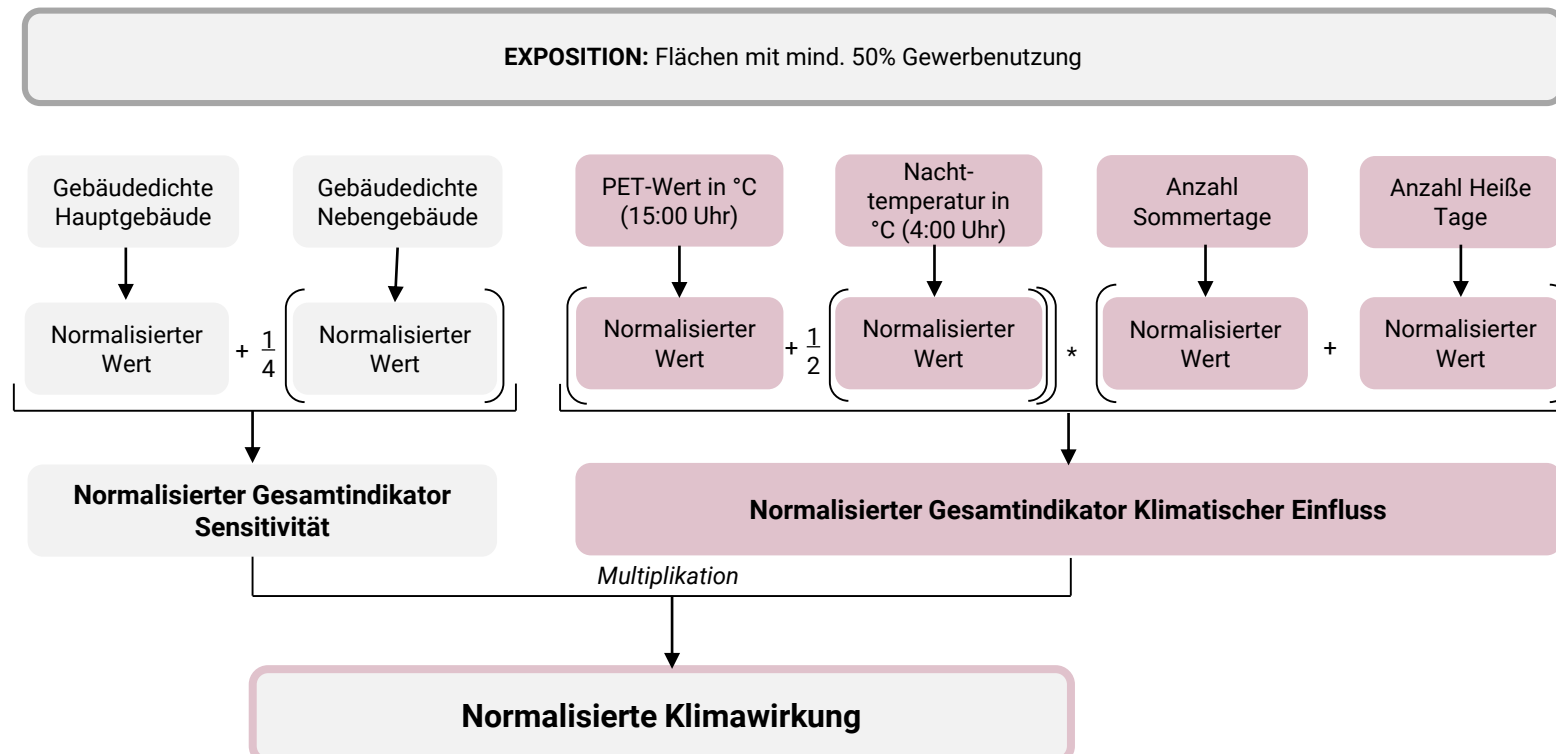 EXPOSITION: Flächen mit mind. 50% Gewerbenutzung
Gebäudedichte
Hauptgebäude
Gebäudedichte
Nebengebäude
PET-Wert in °C
(15:00 Uhr)
Nacht-
temperatur in
°C (4:00 Uhr)
Anzahl
Sommertage
Anzahl Heiße
Tage
Normalisierter
Wert
+ 1/4
Normalisierter
Wert
Normalisierter
Wert
+ 1/2
Normalisierter
Wert
*
Normalisierter
Wert
+
Normalisierter
Wert
Normalisierter Gesamtindikator
Sensitivität
Normalisierter Gesamtindikator Klimatischer Einfluss
Multiplikation
Normalisierte Klimawirkung